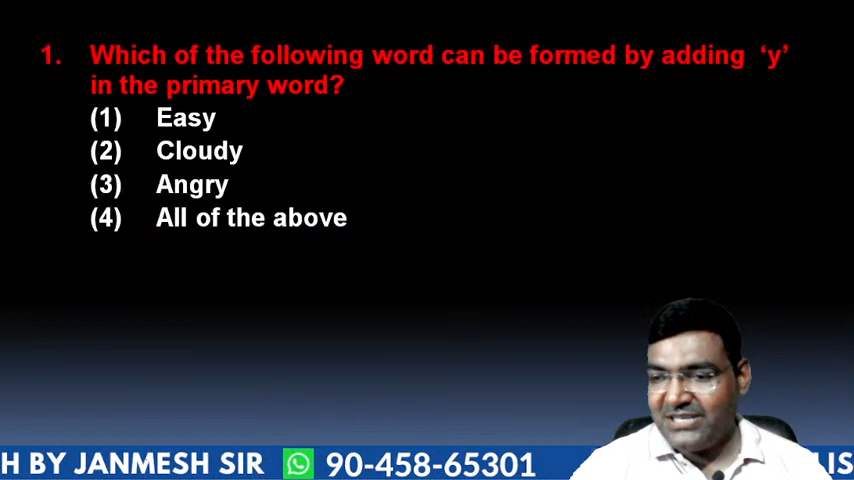 1. Which of the following word can be formed by adding ‘y’
in the primary word?
(1) Easy
(2) Cloudy
(3) Angry
(4) All of the above
H BY JANMESH SIR 90-458-65301 LIS